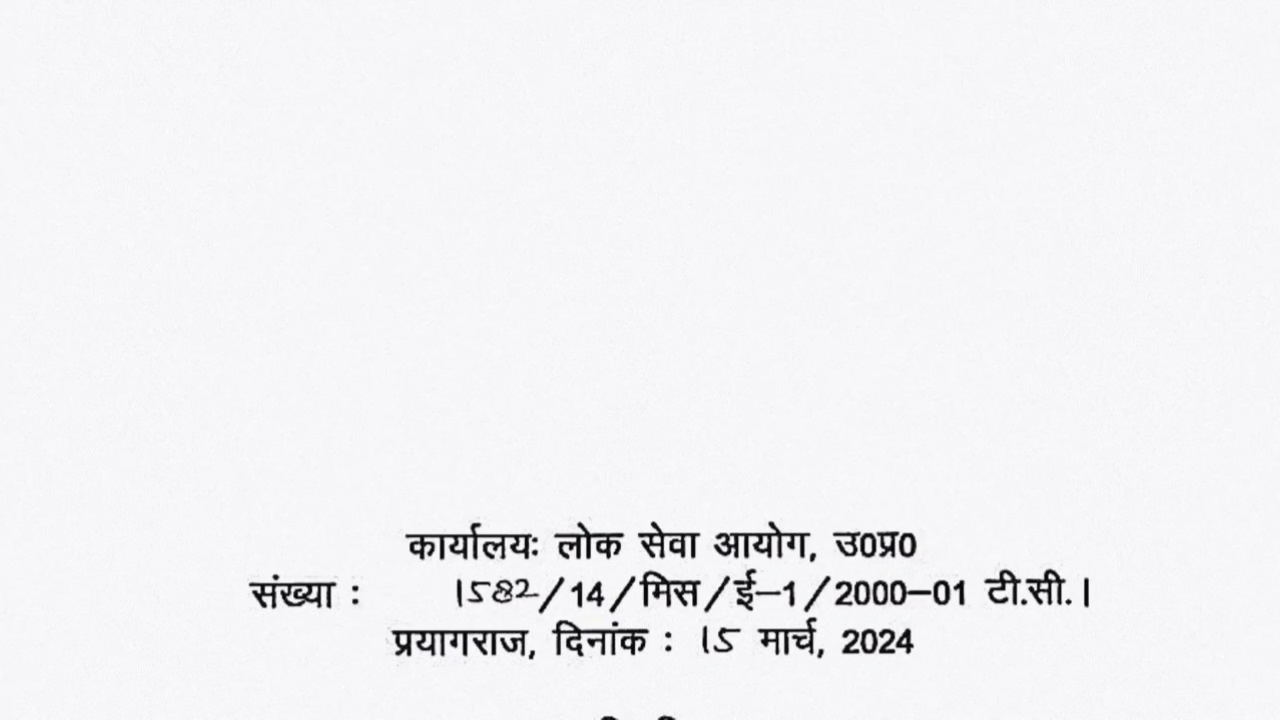 कार्यालयः लोक सेवा आयोग, उ0प्र0
संख्या : 1582/14/मिस/ई–1/2000–01 टी.सी.।
प्रयागराज, दिनांक : 15 मार्च, 2024